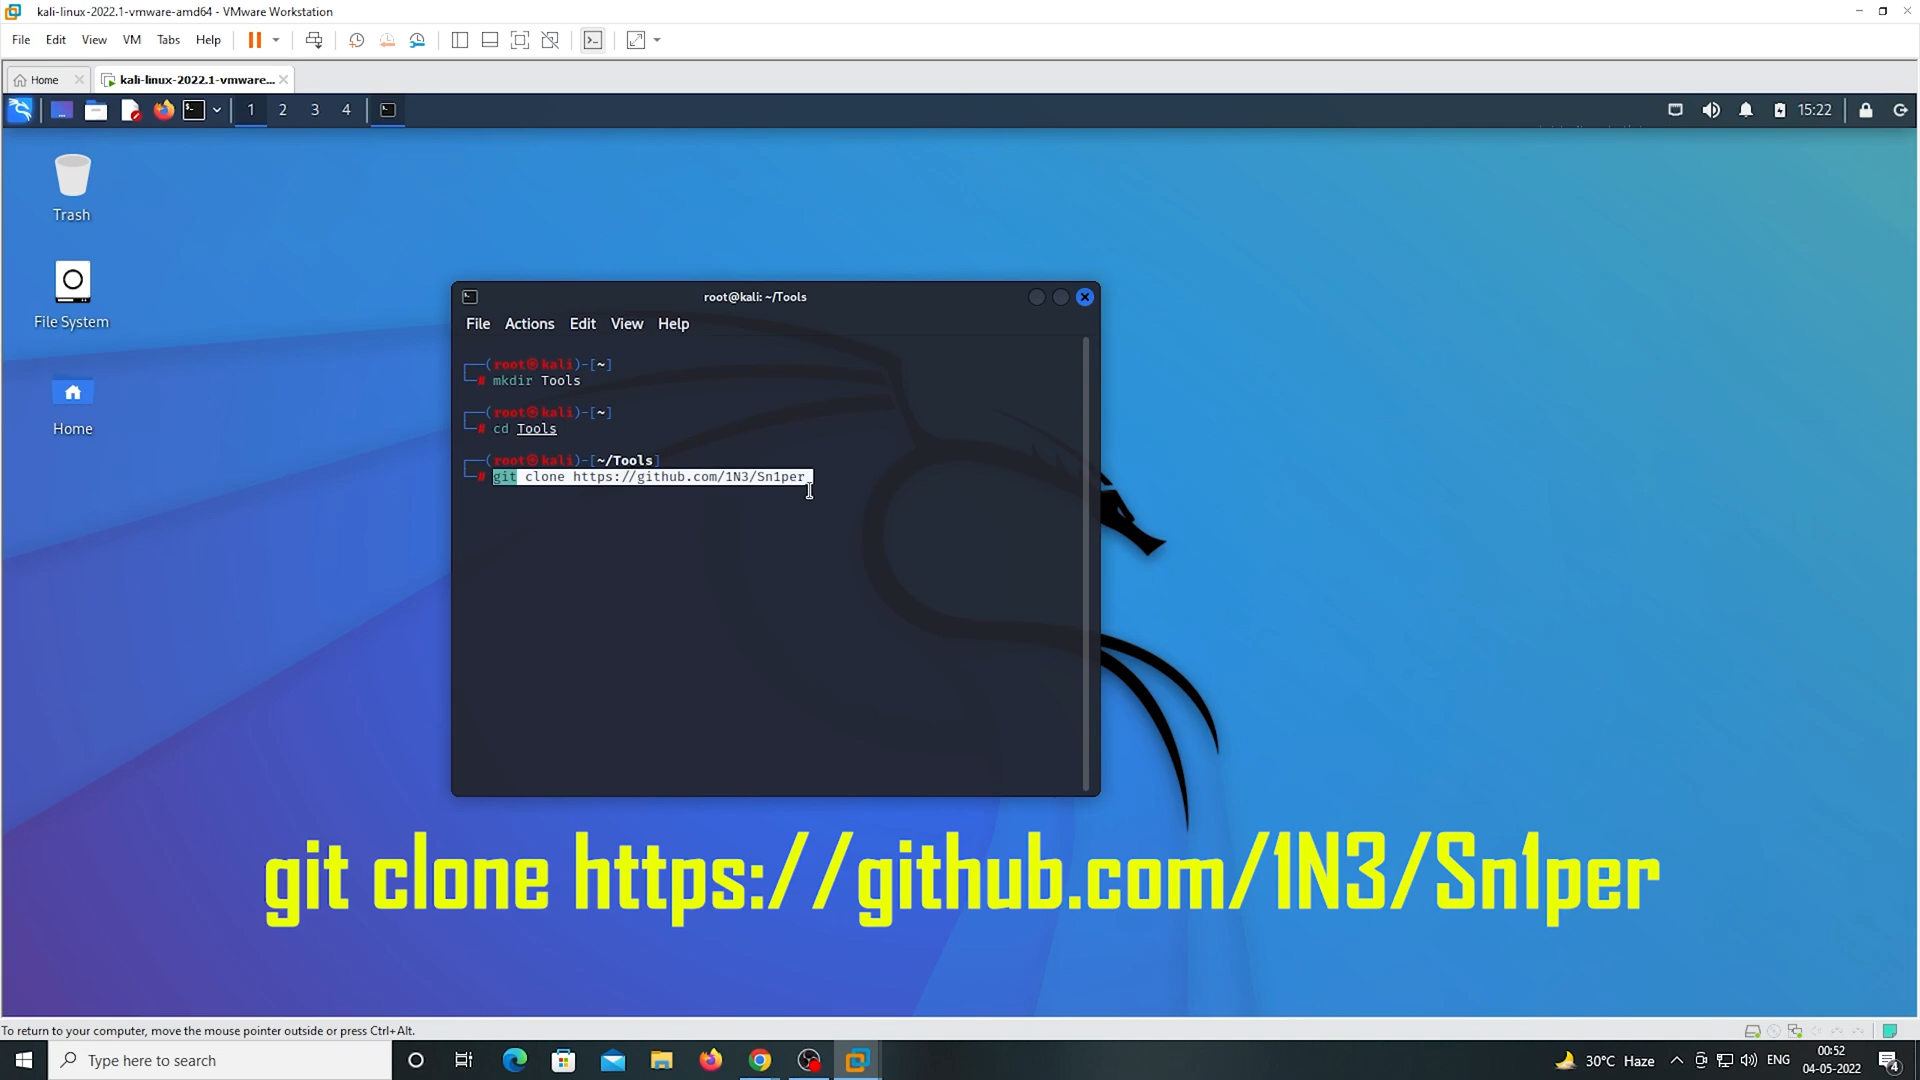 kali-linux-2022.1-vmware-amd64 - VMware Workstation
File Edit View VM Tabs Help
Home kali-linux-2022.1-vmware...
1 2 3 4 15:22
Trash
File System
Home
root@kali: ~/Tools
File Actions Edit View Help
┌──(root㉿kali)-[~]
└─# mkdir Tools
┌──(root㉿kali)-[~]
└─# cd Tools
┌──(root㉿kali)-[~/Tools]
└─# git clone https://github.com/1N3/Sn1per
git clone https://github.com/1N3/Sn1per
To return to your computer, move the mouse pointer outside or press Ctrl+Alt.
Type here to search
30°C Haze ENG
00:52
04-05-2022
4